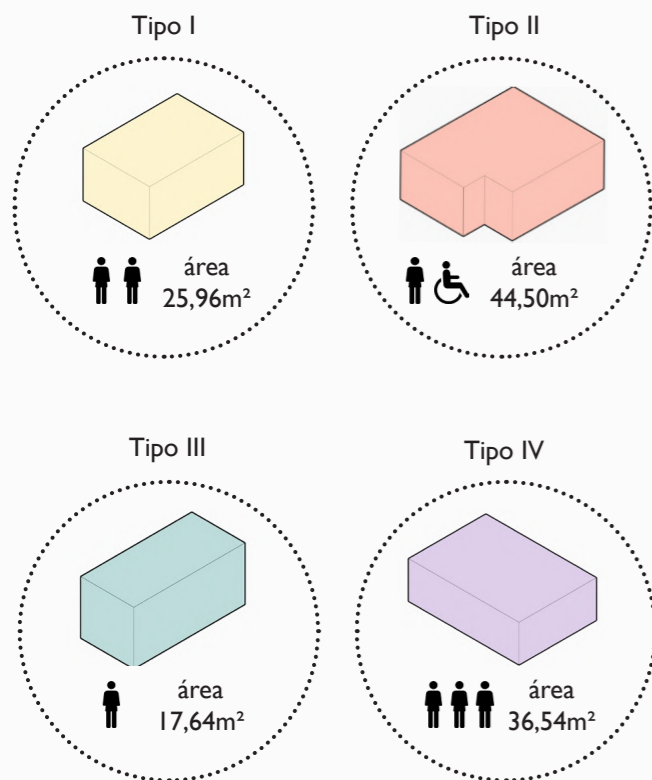 Tipo I
área
25,96m²
Tipo II
área
44,50m²
Tipo III
área
17,64m²
Tipo IV
área
36,54m²